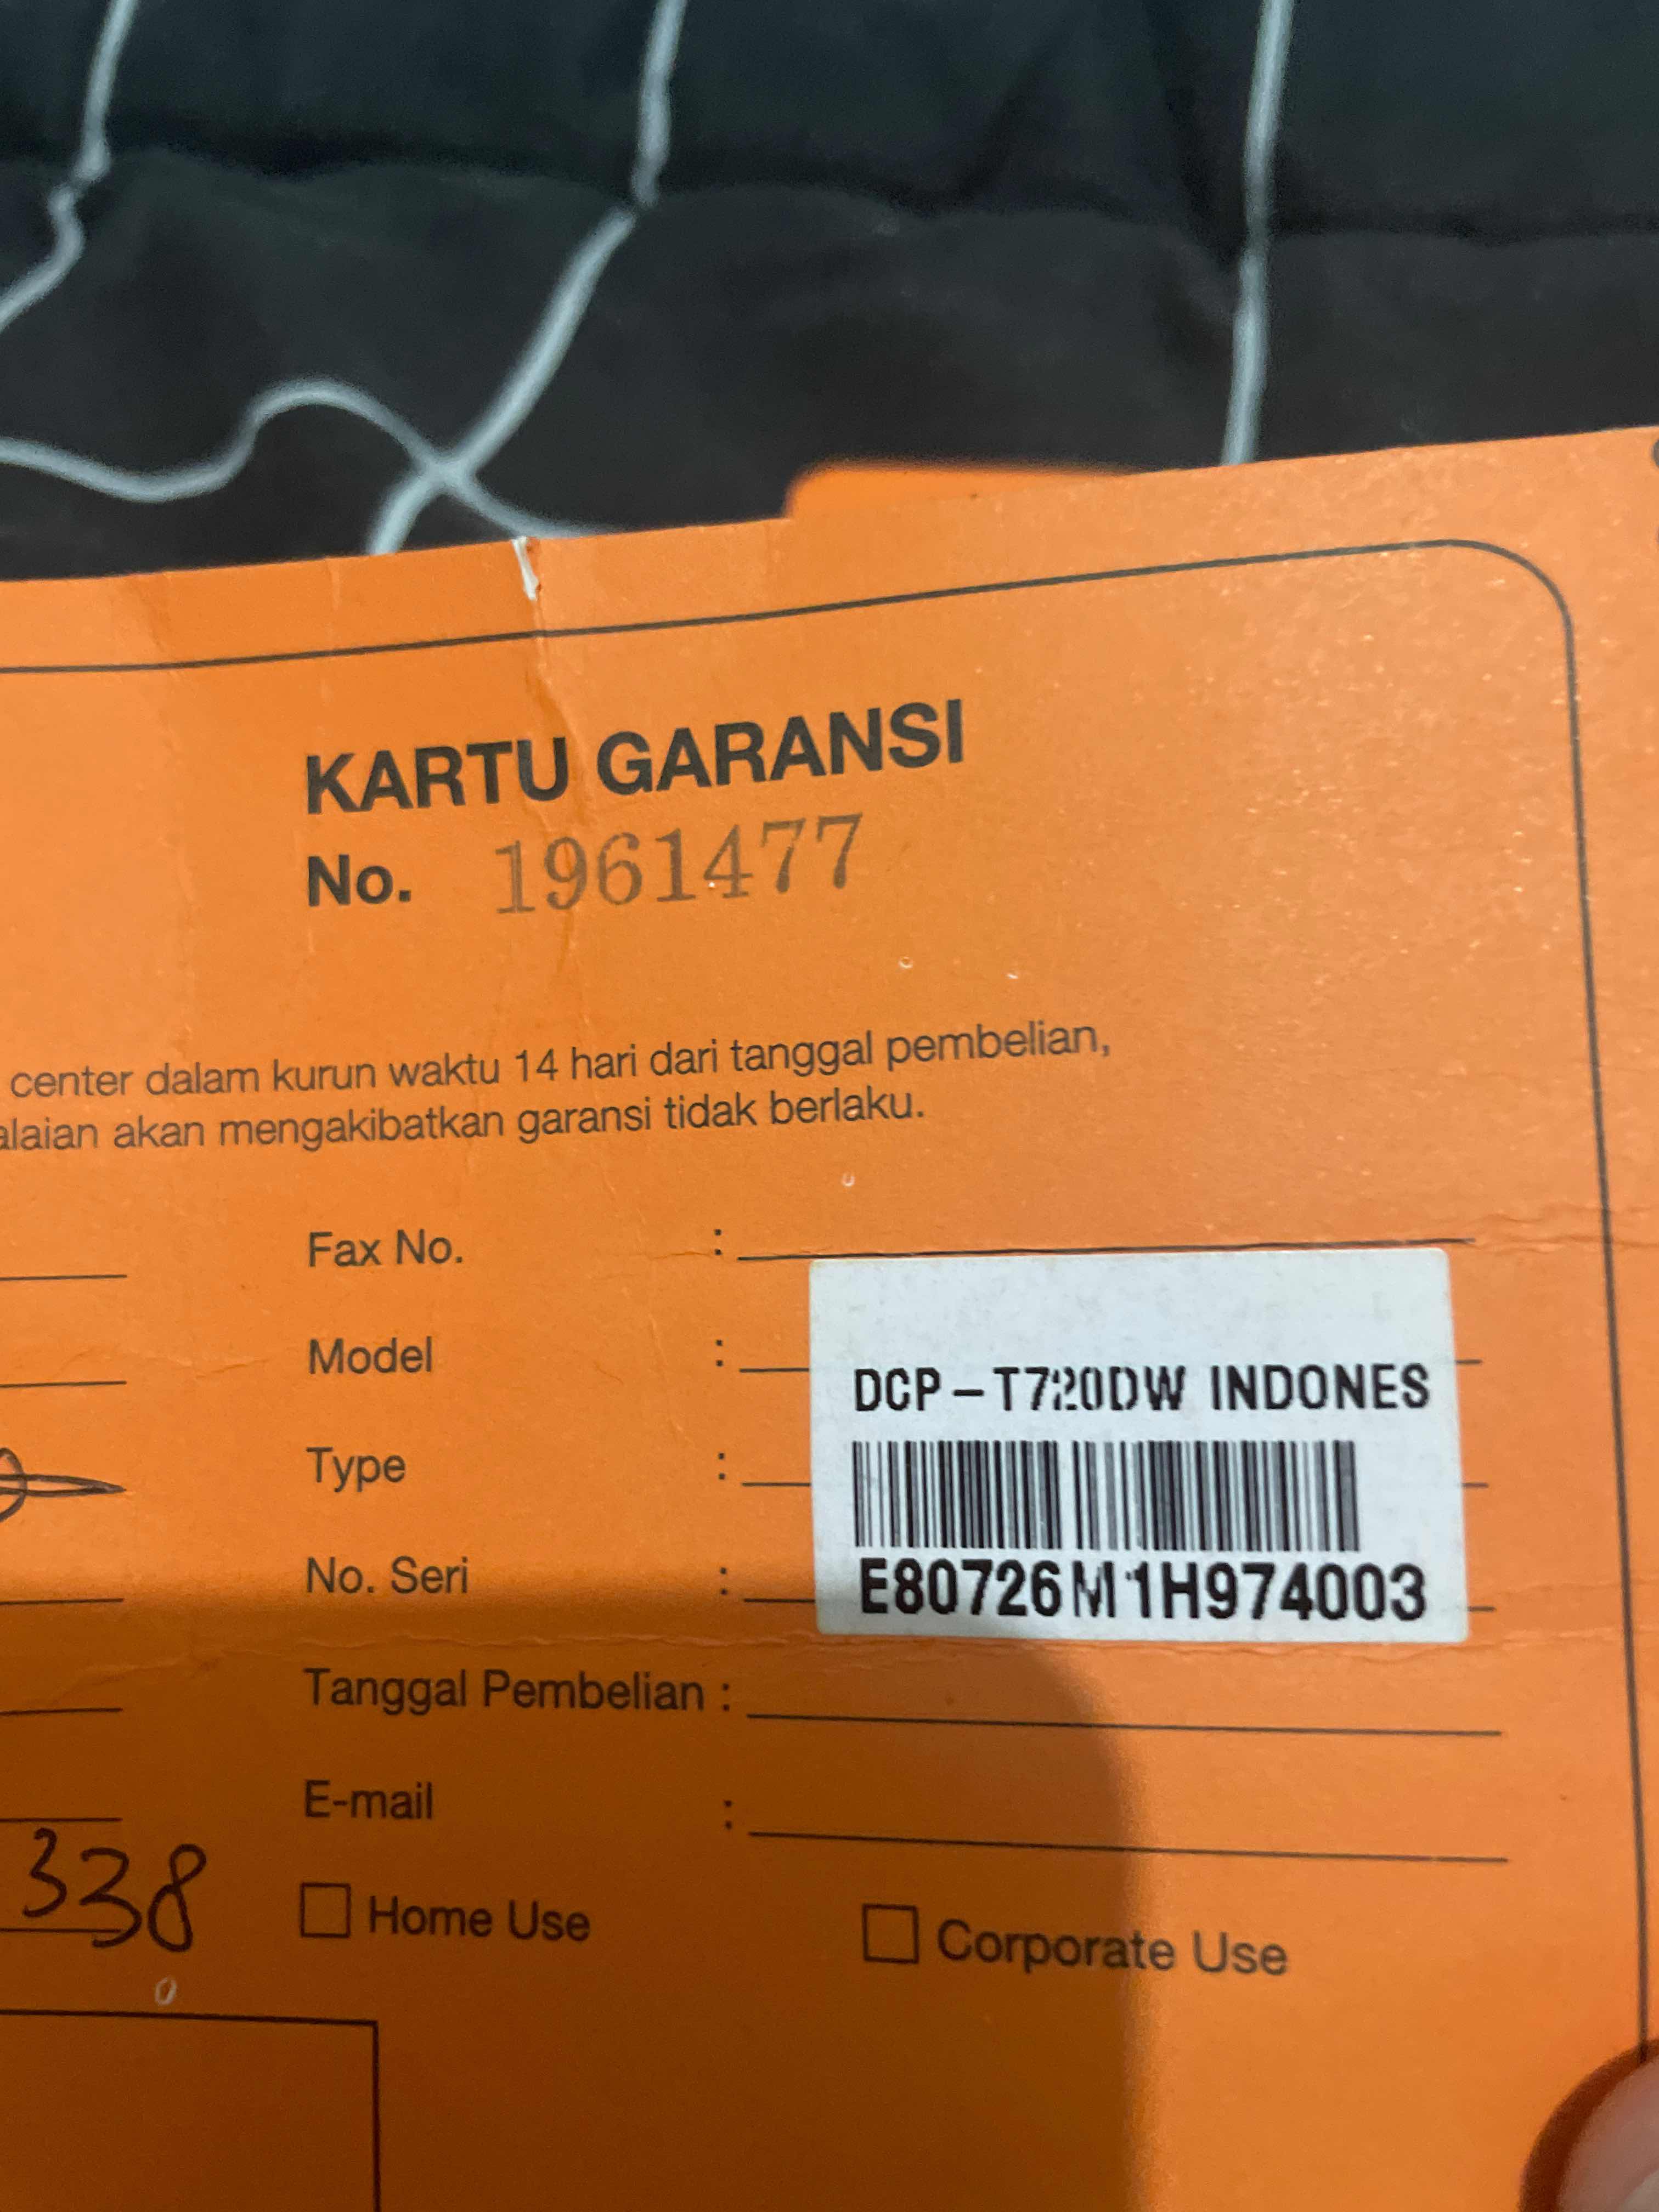 KARTU GARANSI
No. 1961477
center dalam kurun waktu 14 hari dari tanggal pembelian,
alaian akan mengakibatkan garansi tidak berlaku.
Fax No. :
Model :
DCP-T720DW INDONES
Type :
No. Seri :
E80726M1H974003
Tanggal Pembelian :
E-mail :
338
Home Use
Corporate Use